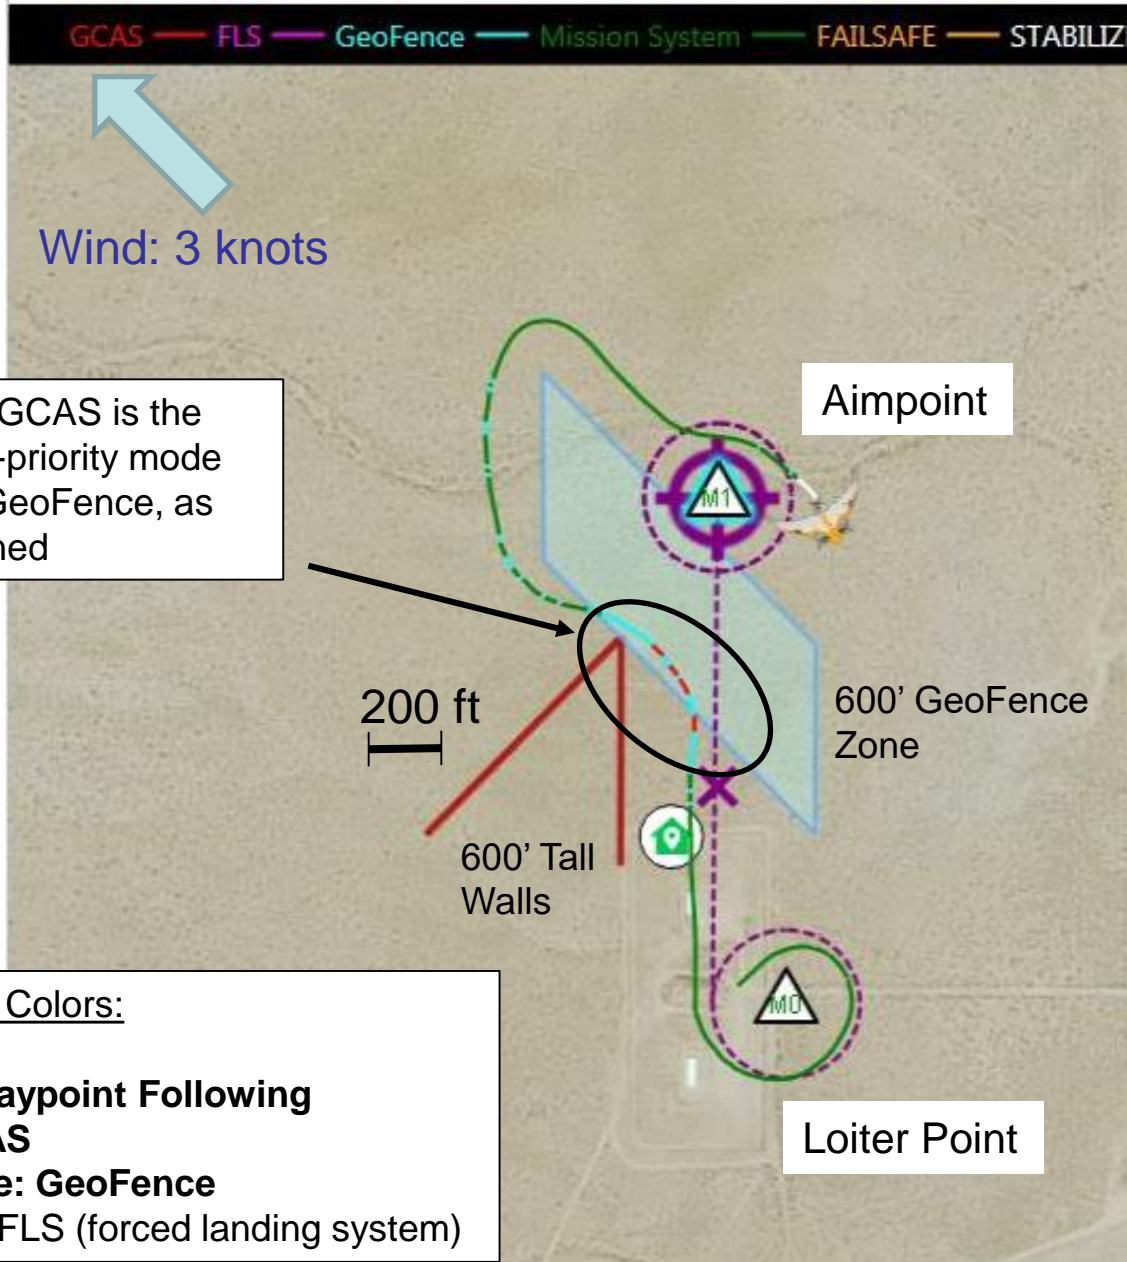 GCAS FLS GeoFence Mission System FAILSAFE STABILIZ
Wind: 3 knots
GCAS is the
-priority mode
GeoFence, as
ned
Aimpoint
M1
200 ft
600’ GeoFence
Zone
600’ Tall
Walls
M0
Colors:
aypoint Following
AS
e: GeoFence
FLS (forced landing system)
Loiter Point